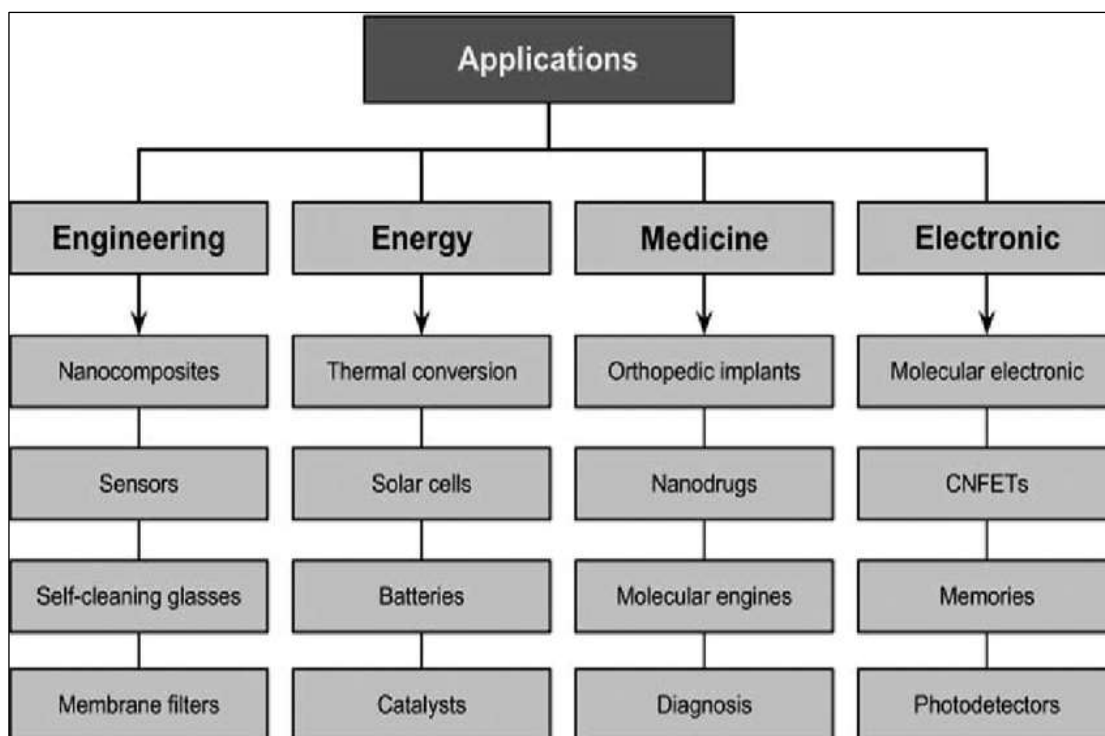 Applications
Engineering
Energy
Medicine
Electronic
Nanocomposites
Thermal conversion
Orthopedic implants
Molecular electronic
Sensors
Solar cells
Nanodrugs
CNFETs
Self-cleaning glasses
Batteries
Molecular engines
Memories
Membrane filters
Catalysts
Diagnosis
Photodetectors